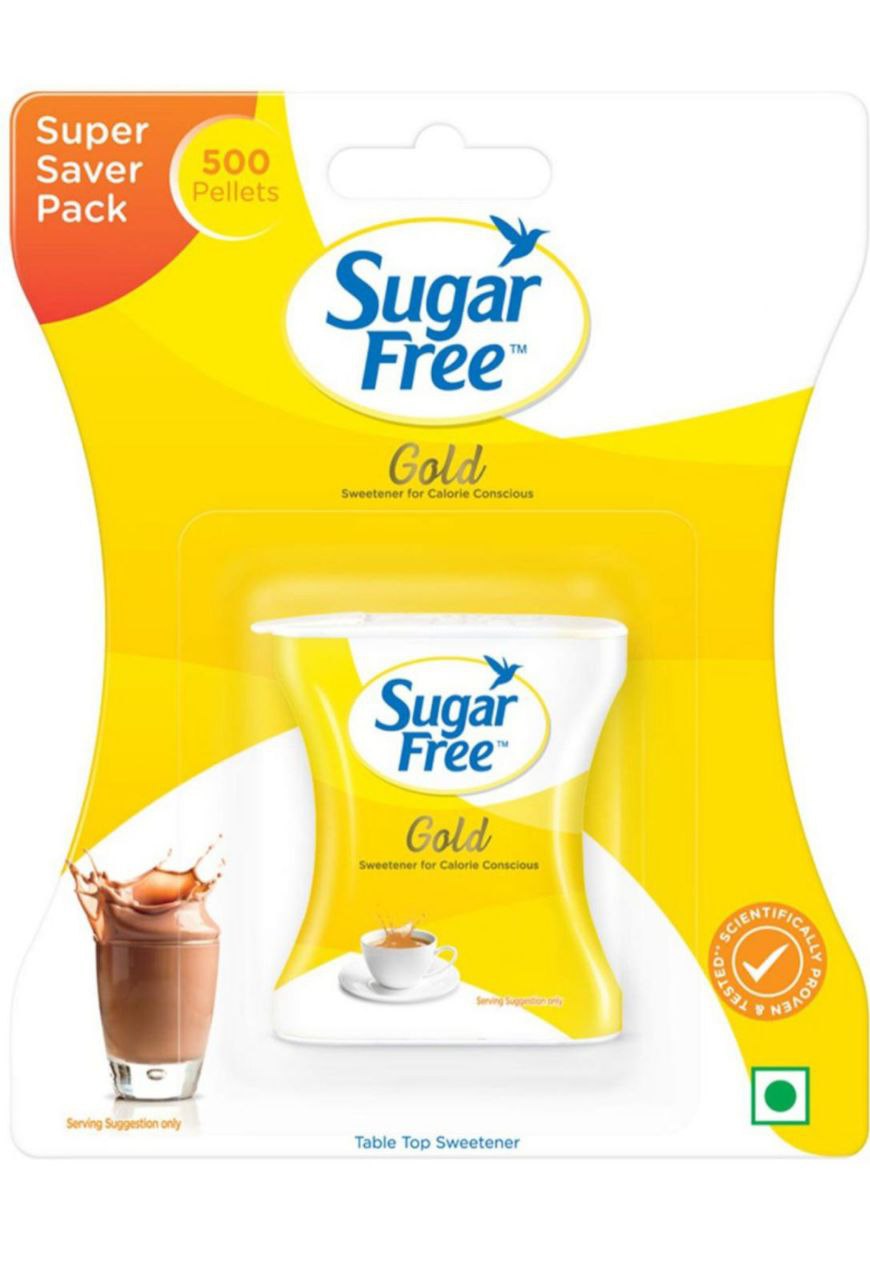 Super
Saver
Pack
500
Pellets
Sugar
Free™
Gold
Sweetener for Calorie Conscious
Sugar
Free™
Gold
Sweetener for Calorie Conscious
Serving Suggestion only
SCIENTIFICALLY PROVEN & TESTED**
Serving Suggestion only
Table Top Sweetener